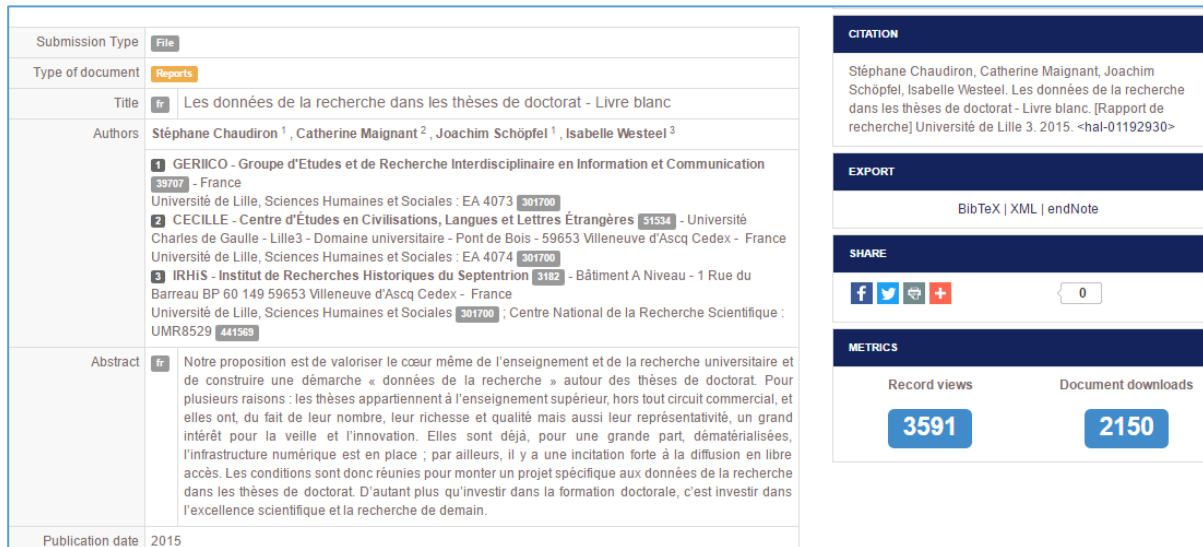 Submission Type File
Type of document Reports
Title fr Les données de la recherche dans les thèses de doctorat - Livre blanc
Authors Stéphane Chaudiron 1 , Catherine Maignant 2 , Joachim Schöpfel 1 , Isabelle Westeel 3
1 GERIICO - Groupe d'Etudes et de Recherche Interdisciplinaire en Information et Communication
39707 - France
Université de Lille, Sciences Humaines et Sociales : EA 4073 301700
2 CECILLE - Centre d'Études en Civilisations, Langues et Lettres Étrangères 51534 - Université
Charles de Gaulle - Lille3 - Domaine universitaire - Pont de Bois - 59653 Villeneuve d'Ascq Cedex - France
Université de Lille, Sciences Humaines et Sociales : EA 4074 301700
3 IRHiS - Institut de Recherches Historiques du Septentrion 3182 - Bâtiment A Niveau - 1 Rue du
Barreau BP 60 149 59653 Villeneuve d'Ascq Cedex - France
Université de Lille, Sciences Humaines et Sociales 301700 ; Centre National de la Recherche Scientifique :
UMR8529 441569
Abstract fr Notre proposition est de valoriser le cœur même de l'enseignement et de la recherche universitaire et
de construire une démarche « données de la recherche » autour des thèses de doctorat. Pour
plusieurs raisons : les thèses appartiennent à l'enseignement supérieur, hors tout circuit commercial, et
elles ont, du fait de leur nombre, leur richesse et qualité mais aussi leur représentativité, un grand
intérêt pour la veille et l'innovation. Elles sont déjà, pour une grande part, dématérialisées,
l'infrastructure numérique est en place ; par ailleurs, il y a une incitation forte à la diffusion en libre
accès. Les conditions sont donc réunies pour monter un projet spécifique aux données de la recherche
dans les thèses de doctorat. D'autant plus qu'investir dans la formation doctorale, c'est investir dans
l'excellence scientifique et la recherche de demain.
Publication date 2015
CITATION
Stéphane Chaudiron, Catherine Maignant, Joachim
Schöpfel, Isabelle Westeel. Les données de la recherche
dans les thèses de doctorat - Livre blanc. [Rapport de
recherche] Université de Lille 3. 2015. <hal-01192930>
EXPORT
BibTeX | XML | endNote
SHARE
0
METRICS
Record views Document downloads
3591 2150